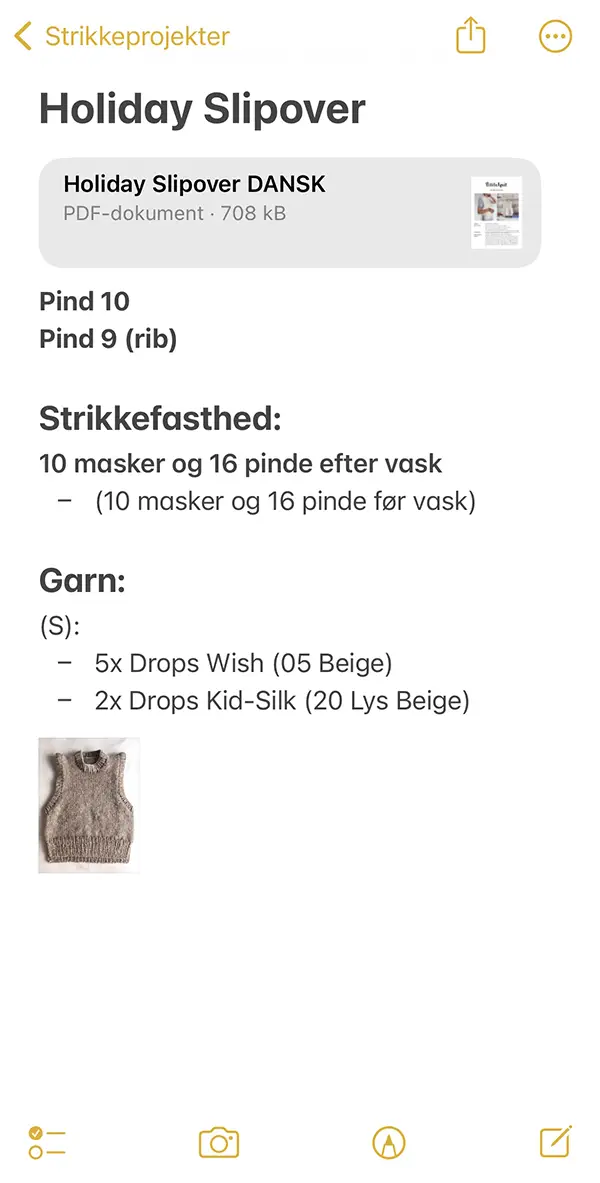 Strikkeprojekter
Holiday Slipover
Holiday Slipover DANSK
PDF-dokument · 708 kB
Pind 10
Pind 9 (rib)
Strikkefasthed:
10 masker og 16 pinde efter vask
– (10 masker og 16 pinde før vask)
Garn:
(S):
– 5x Drops Wish (05 Beige)
– 2x Drops Kid-Silk (20 Lys Beige)